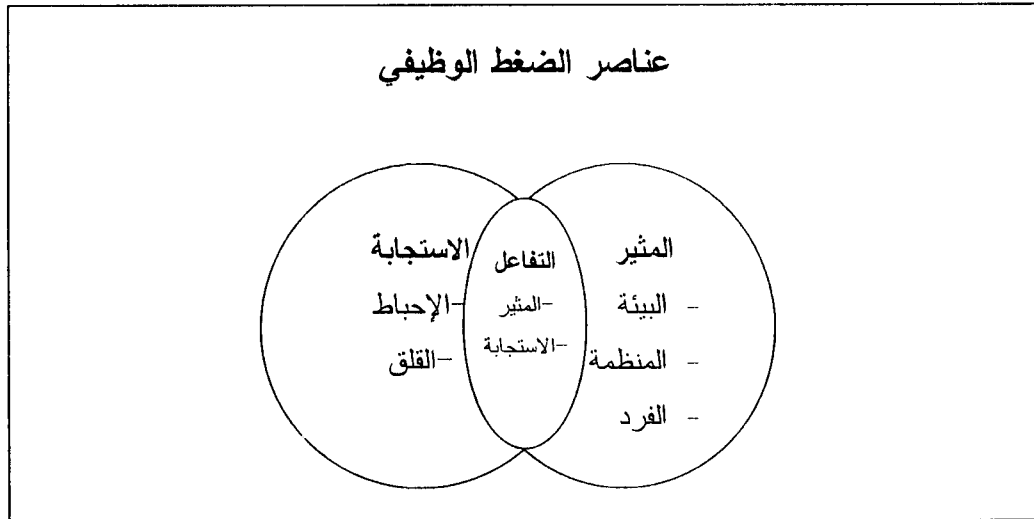 عناصر الضغط الوظيفي
المثير
- البيئة
- المنظمة
- الفرد
التفاعل
-المثير
-الاستجابة
الاستجابة
-الإحباط
-القلق